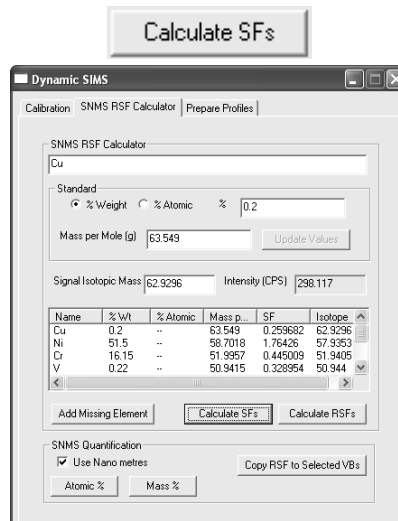 Calculate SFs
Dynamic SIMS
Calibration SNMS RSF Calculator Prepare Profiles
SNMS RSF Calculator
Cu
Standard
% Weight % Atomic % 0.2
Mass per Mole (g) 63.549 Update Values
Signal Isotopic Mass 62.9296 Intensity (CPS) 298.117
Name % Wt % Atomic Mass p... SF Isotope
Cu 0.2 -- 63.549 0.259682 62.9296
Ni 51.5 -- 58.7018 1.76426 57.9353
Cr 16.15 -- 51.9957 0.445009 51.9405
V 0.22 -- 50.9415 0.328954 50.944
Add Missing Element Calculate SFs Calculate RSFs
SNMS Quantification
Use Nano metres
Copy RSF to Selected VBs
Atomic % Mass %